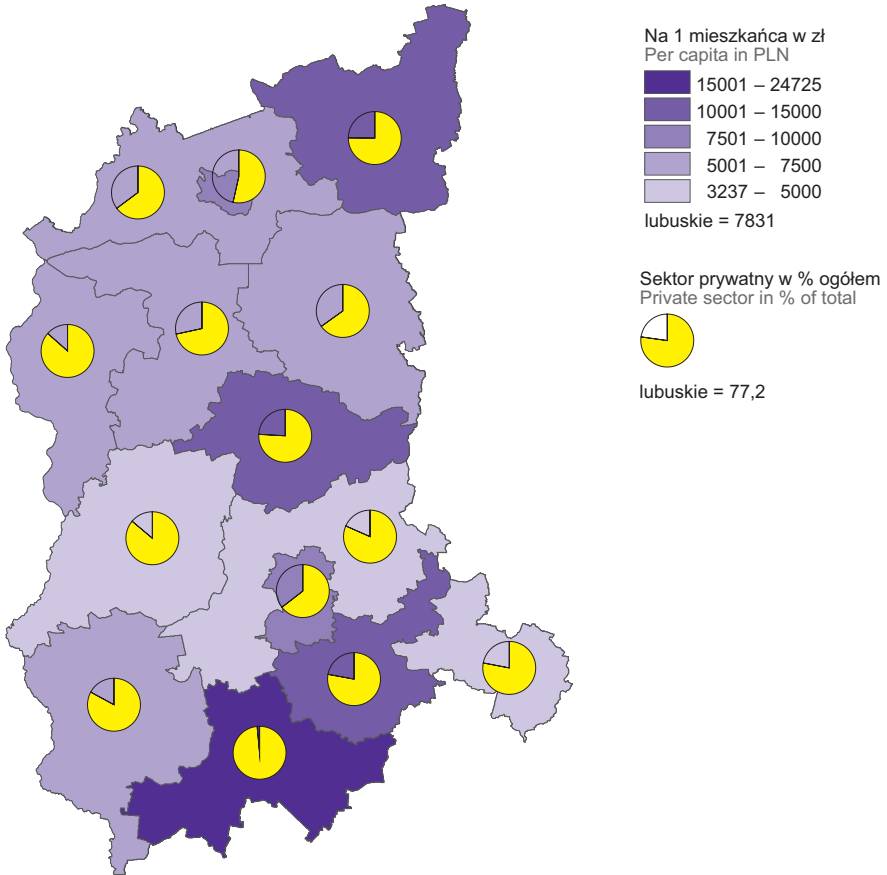 Na 1 mieszkańca w zł
Per capita in PLN
15001 – 24725
10001 – 15000
7501 – 10000
5001 – 7500
3237 – 5000
lubuskie = 7831
Sektor prywatny w % ogółem
Private sector in % of total
lubuskie = 77,2